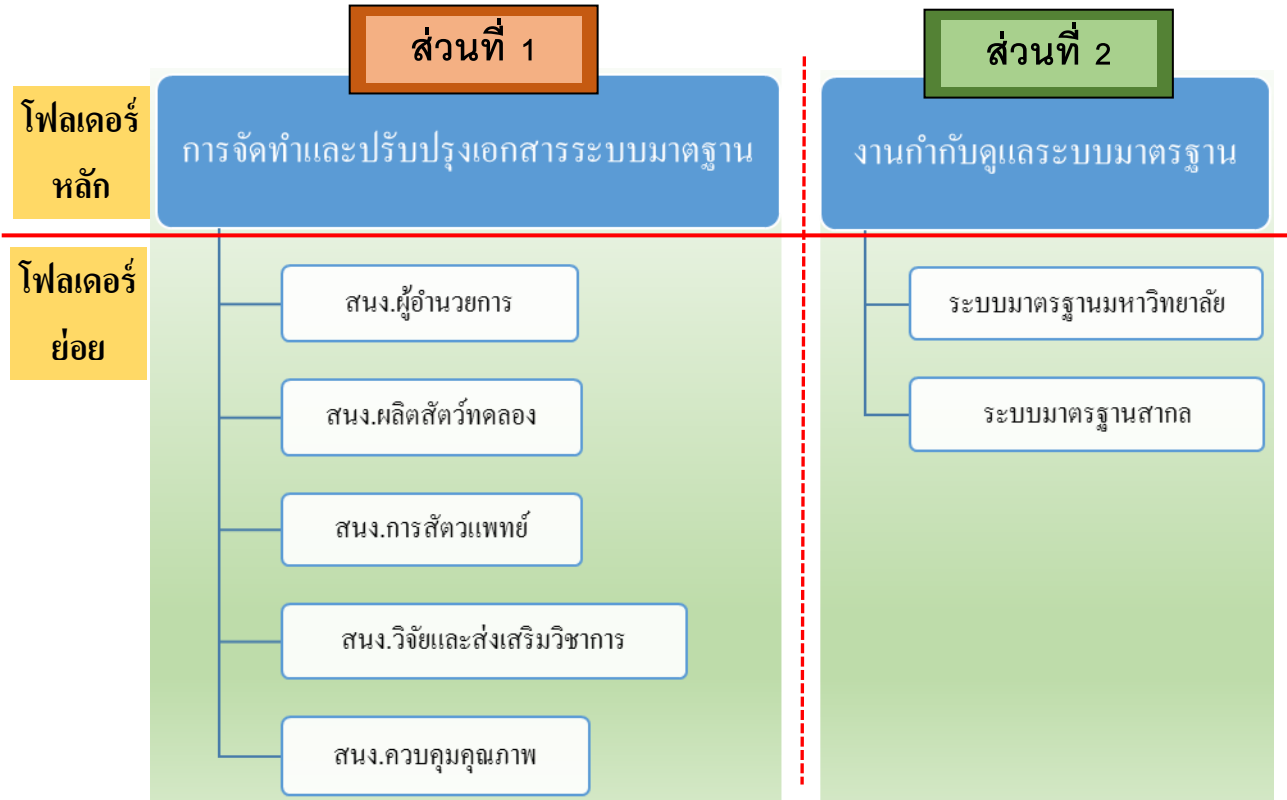 ส่วนที่ 1
ส่วนที่ 2
โฟลเดอร์
หลัก
การจัดทำและปรับปรุงเอกสารระบบมาตฐาน
งานกำกับดูแลระบบมาตรฐาน
โฟลเดอร์
ย่อย
สนง.ผู้อำนวยการ
สนง.ผลิตสัตว์ทดลอง
สนง.การสัตวแพทย์
สนง.วิจัยและส่งเสริมวิชาการ
สนง.ควบคุมคุณภาพ
ระบบมาตรฐานมหาวิทยาลัย
ระบบมาตรฐานสากล